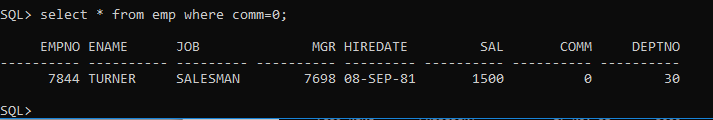 SQL> select * from emp where comm=0;
EMPNO ENAME      JOB              MGR HIREDATE         SAL       COMM     DEPTNO
---------- ---------- --------- ---------- --------- ---------- ---------- ----------
7844 TURNER     SALESMAN        7698 08-SEP-81       1500          0         30
SQL>